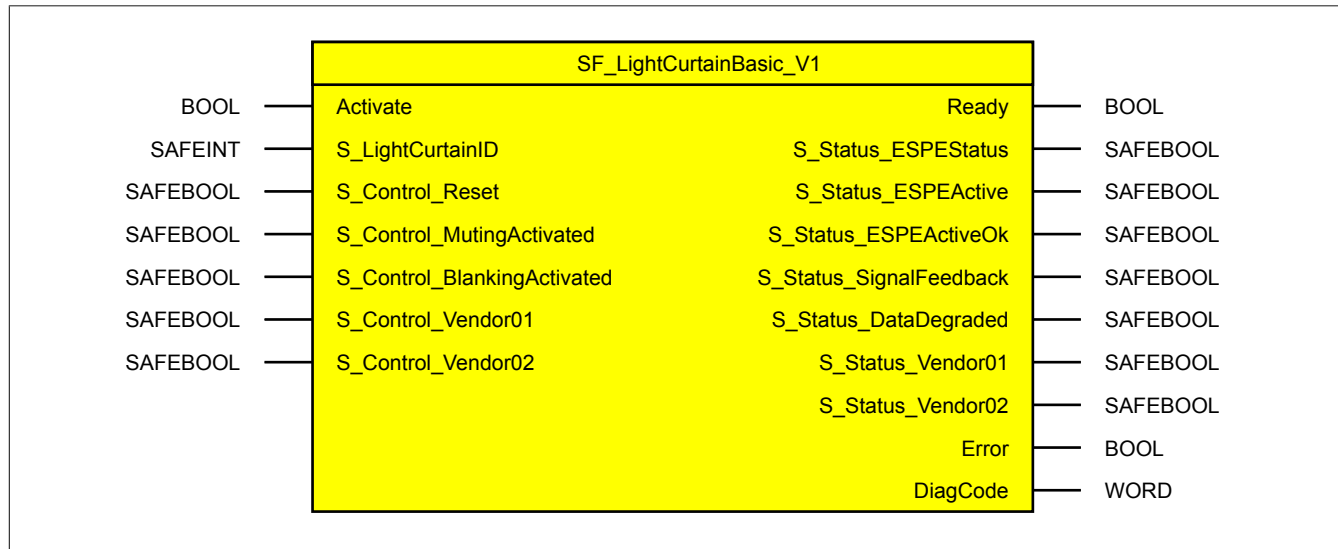 SF_LightCurtainBasic_V1
BOOL Activate Ready BOOL
SAFEINT S_LightCurtainID S_Status_ESPEStatus SAFEBOOL
SAFEBOOL S_Control_Reset S_Status_ESPEActive SAFEBOOL
SAFEBOOL S_Control_MutingActivated S_Status_ESPEActiveOk SAFEBOOL
SAFEBOOL S_Control_BlankingActivated S_Status_SignalFeedback SAFEBOOL
SAFEBOOL S_Control_Vendor01 S_Status_DataDegraded SAFEBOOL
SAFEBOOL S_Control_Vendor02 S_Status_Vendor01 SAFEBOOL
S_Status_Vendor02 SAFEBOOL
Error BOOL
DiagCode WORD